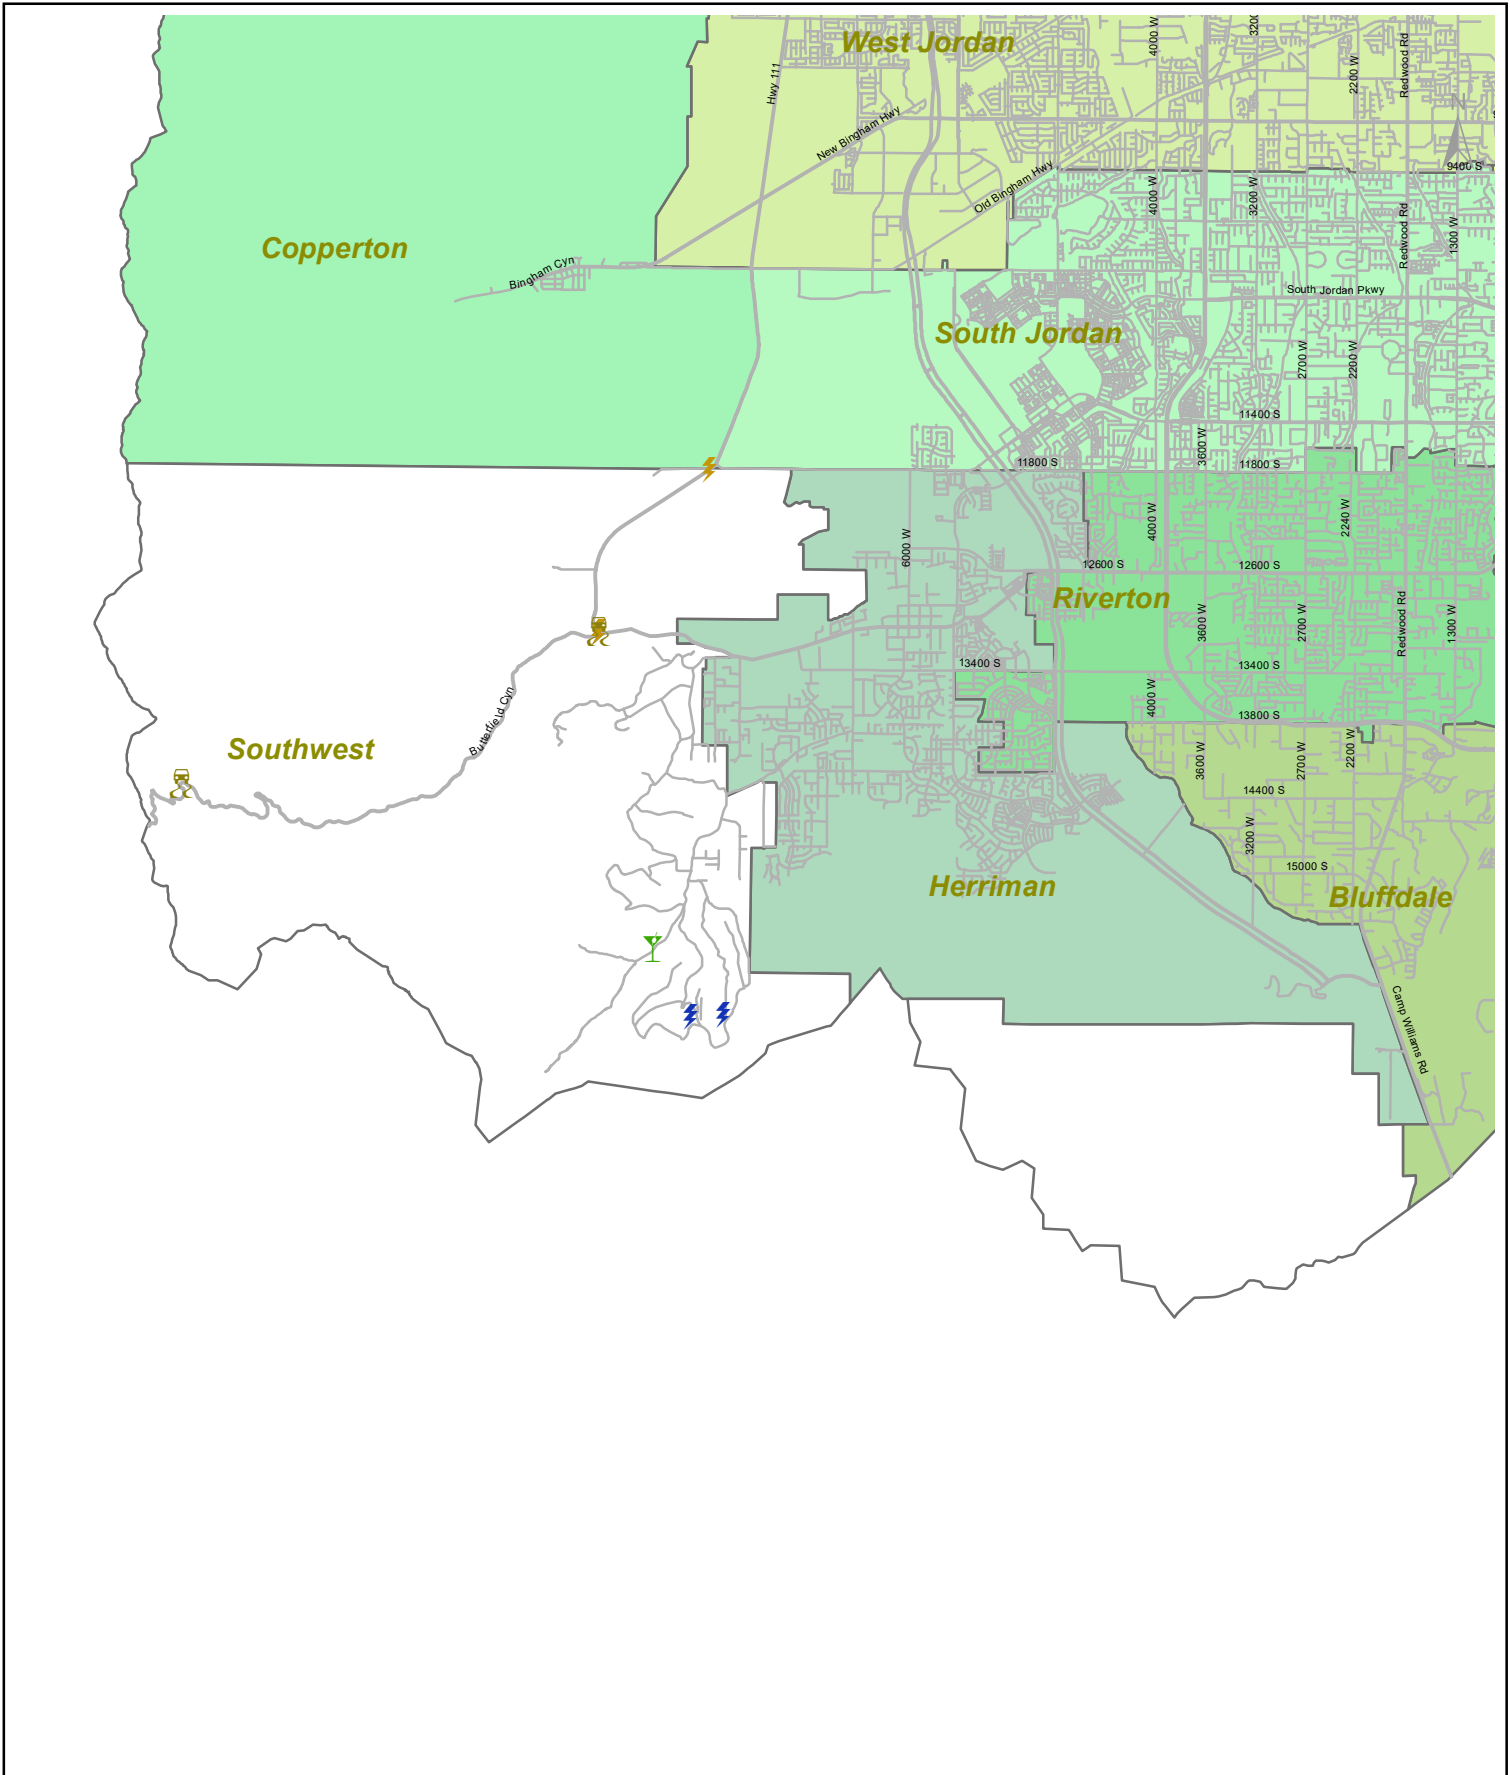 West Jordan
4000 W
3200
Redwood Rd
2200 W
Hwy 111
N
New Bingham Hwy
Old Bingham Hwy
9400 S
4000 W
3200 W
Redwood Rd
1300 W
Copperton
Bingham Cyn
South Jordan Pkwy
South Jordan
2700 W
2200 W
11400 S
3600 W
11800 S
11800 S
4000 W
2240 W
6000 W
12600 S
12600 S
Riverton
3600 W
2700 W
Redwood Rd
1300 W
13400 S
13400 S
4000 W
13800 S
Butterfield Cyn
Southwest
3600 W
2700 W
2200 W
14400 S
3200 W
15000 S
Herriman
Bluffdale
Camp Williams Rd